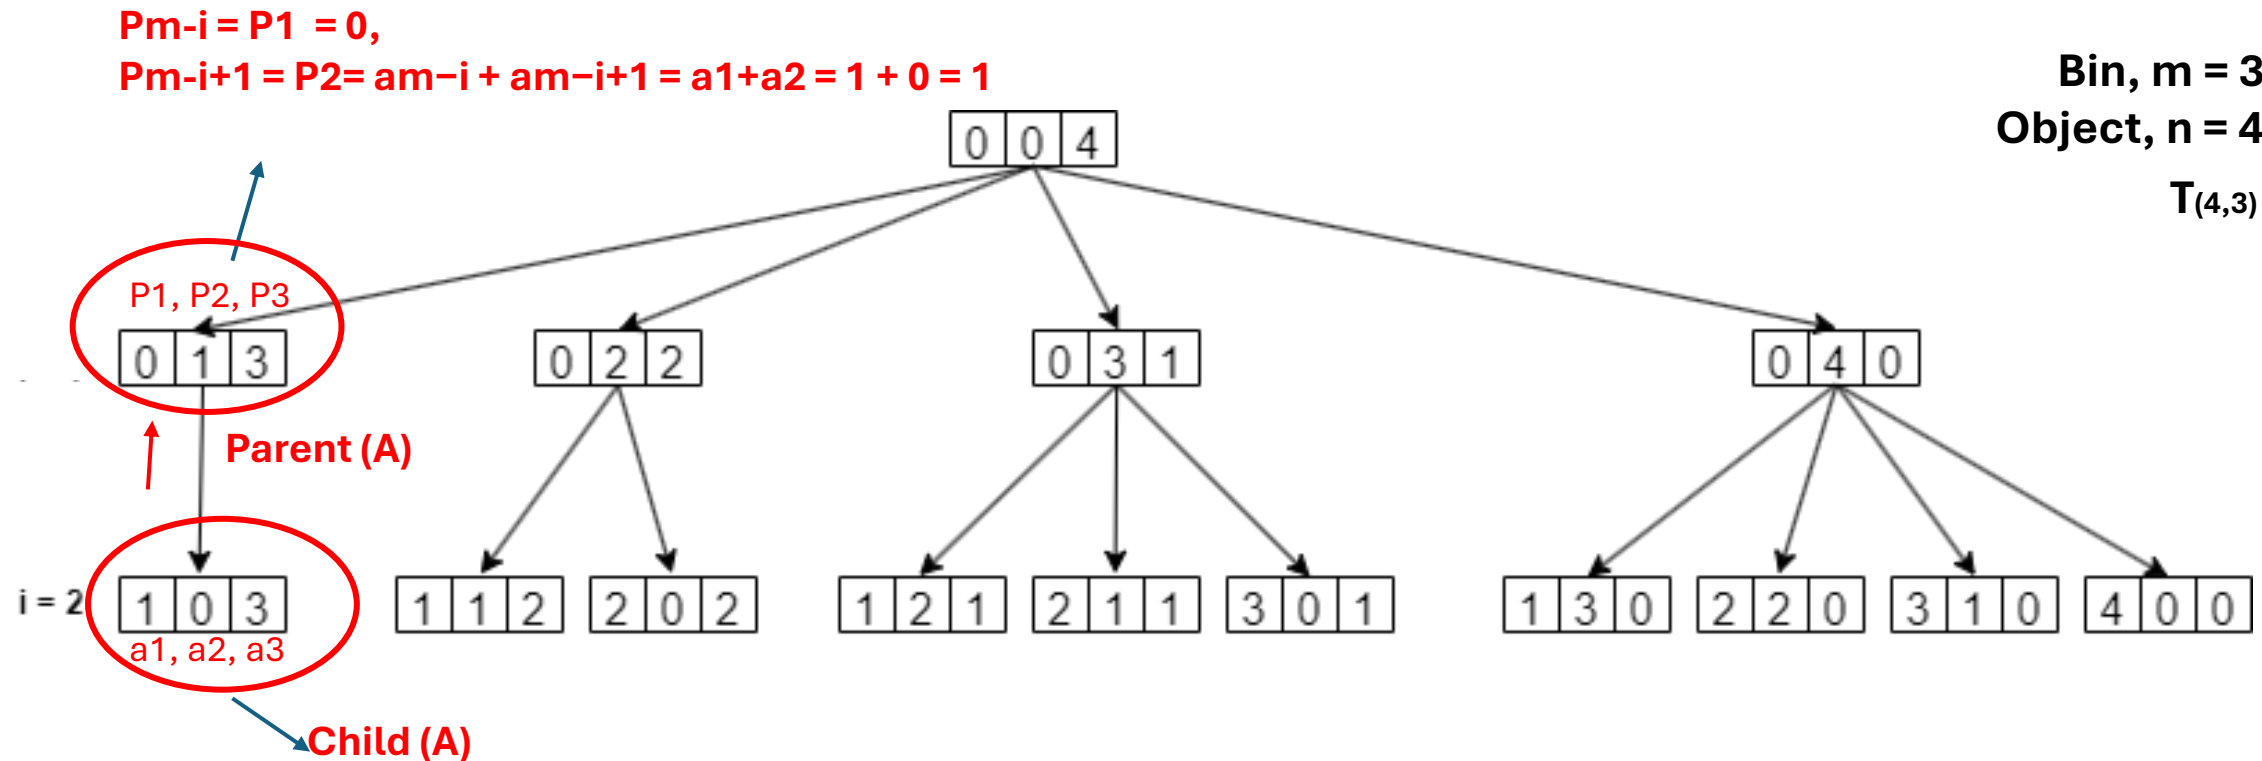 Pm-i = P1 = 0,
Pm-i+1 = P2= am−i + am−i+1 = a1+a2 = 1 + 0 = 1
Bin, m = 3
Object, n = 4
T(4,3)
0 0 4
P1, P2, P3
0 1 3
0 2 2
0 3 1
0 4 0
Parent (A)
i = 2
1 0 3
1 1 2
2 0 2
1 2 1
2 1 1
3 0 1
1 3 0
2 2 0
3 1 0
4 0 0
a1, a2, a3
Child (A)